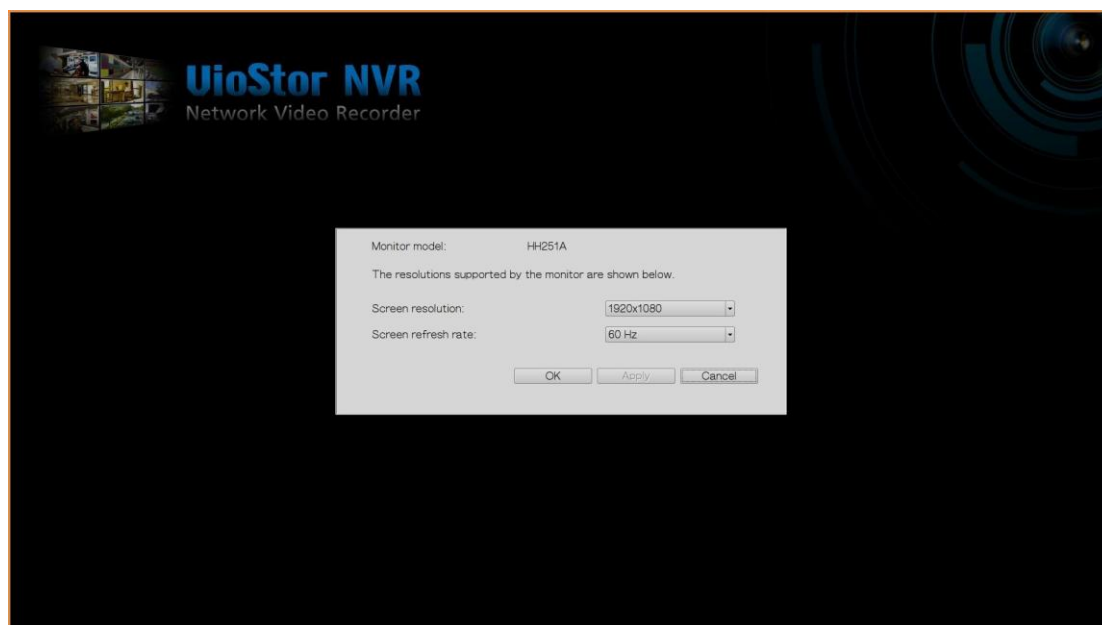 VioStor NVR
Network Video Recorder
Monitor model: HH251A
The resolutions supported by the monitor are shown below.
Screen resolution: 1920x1080
Screen refresh rate: 60 Hz
OK Apply Cancel